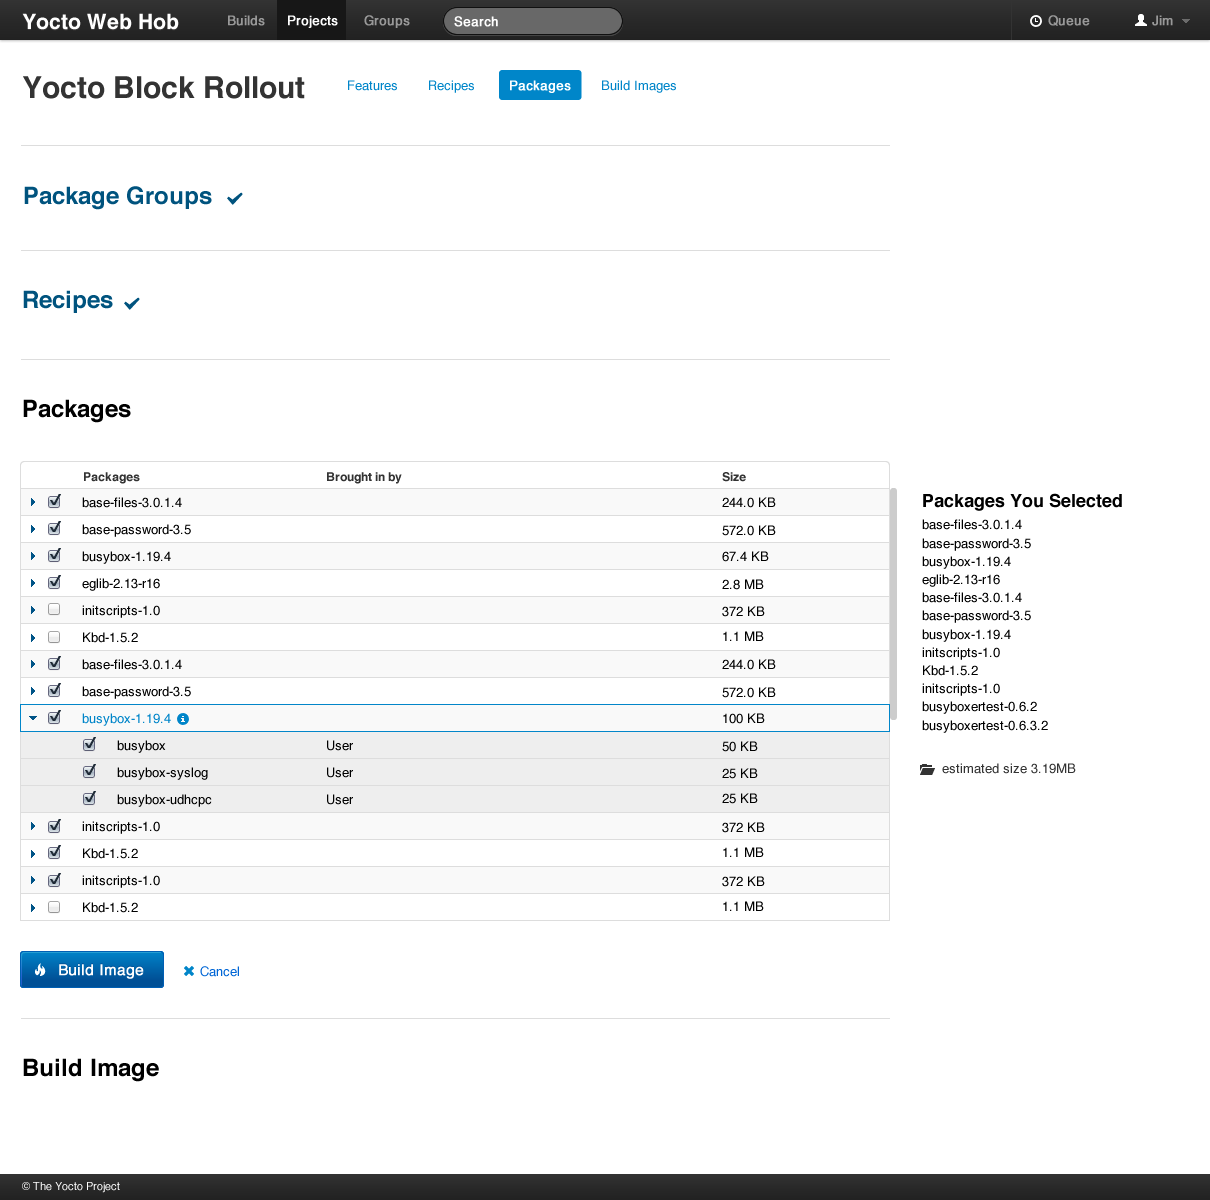 Yocto Web Hob Builds Projects Groups Search Queue Jim
Yocto Block Rollout Features Recipes Packages Build Images
Package Groups
Recipes
Packages
Packages Brought in by Size
base-files-3.0.1.4 244.0 KB
base-password-3.5 572.0 KB
busybox-1.19.4 67.4 KB
eglib-2.13-r16 2.8 MB
initscripts-1.0 372 KB
Kbd-1.5.2 1.1 MB
base-files-3.0.1.4 244.0 KB
base-password-3.5 572.0 KB
busybox-1.19.4 100 KB
busybox User 50 KB
busybox-syslog User 25 KB
busybox-udhcpc User 25 KB
initscripts-1.0 372 KB
Kbd-1.5.2 1.1 MB
initscripts-1.0 372 KB
Kbd-1.5.2 1.1 MB
Packages You Selected
base-files-3.0.1.4
base-password-3.5
busybox-1.19.4
eglib-2.13-r16
base-files-3.0.1.4
base-password-3.5
busybox-1.19.4
initscripts-1.0
Kbd-1.5.2
initscripts-1.0
busyboxertest-0.6.2
busyboxertest-0.6.3.2
estimated size 3.19MB
Build Image Cancel
Build Image
© The Yocto Project